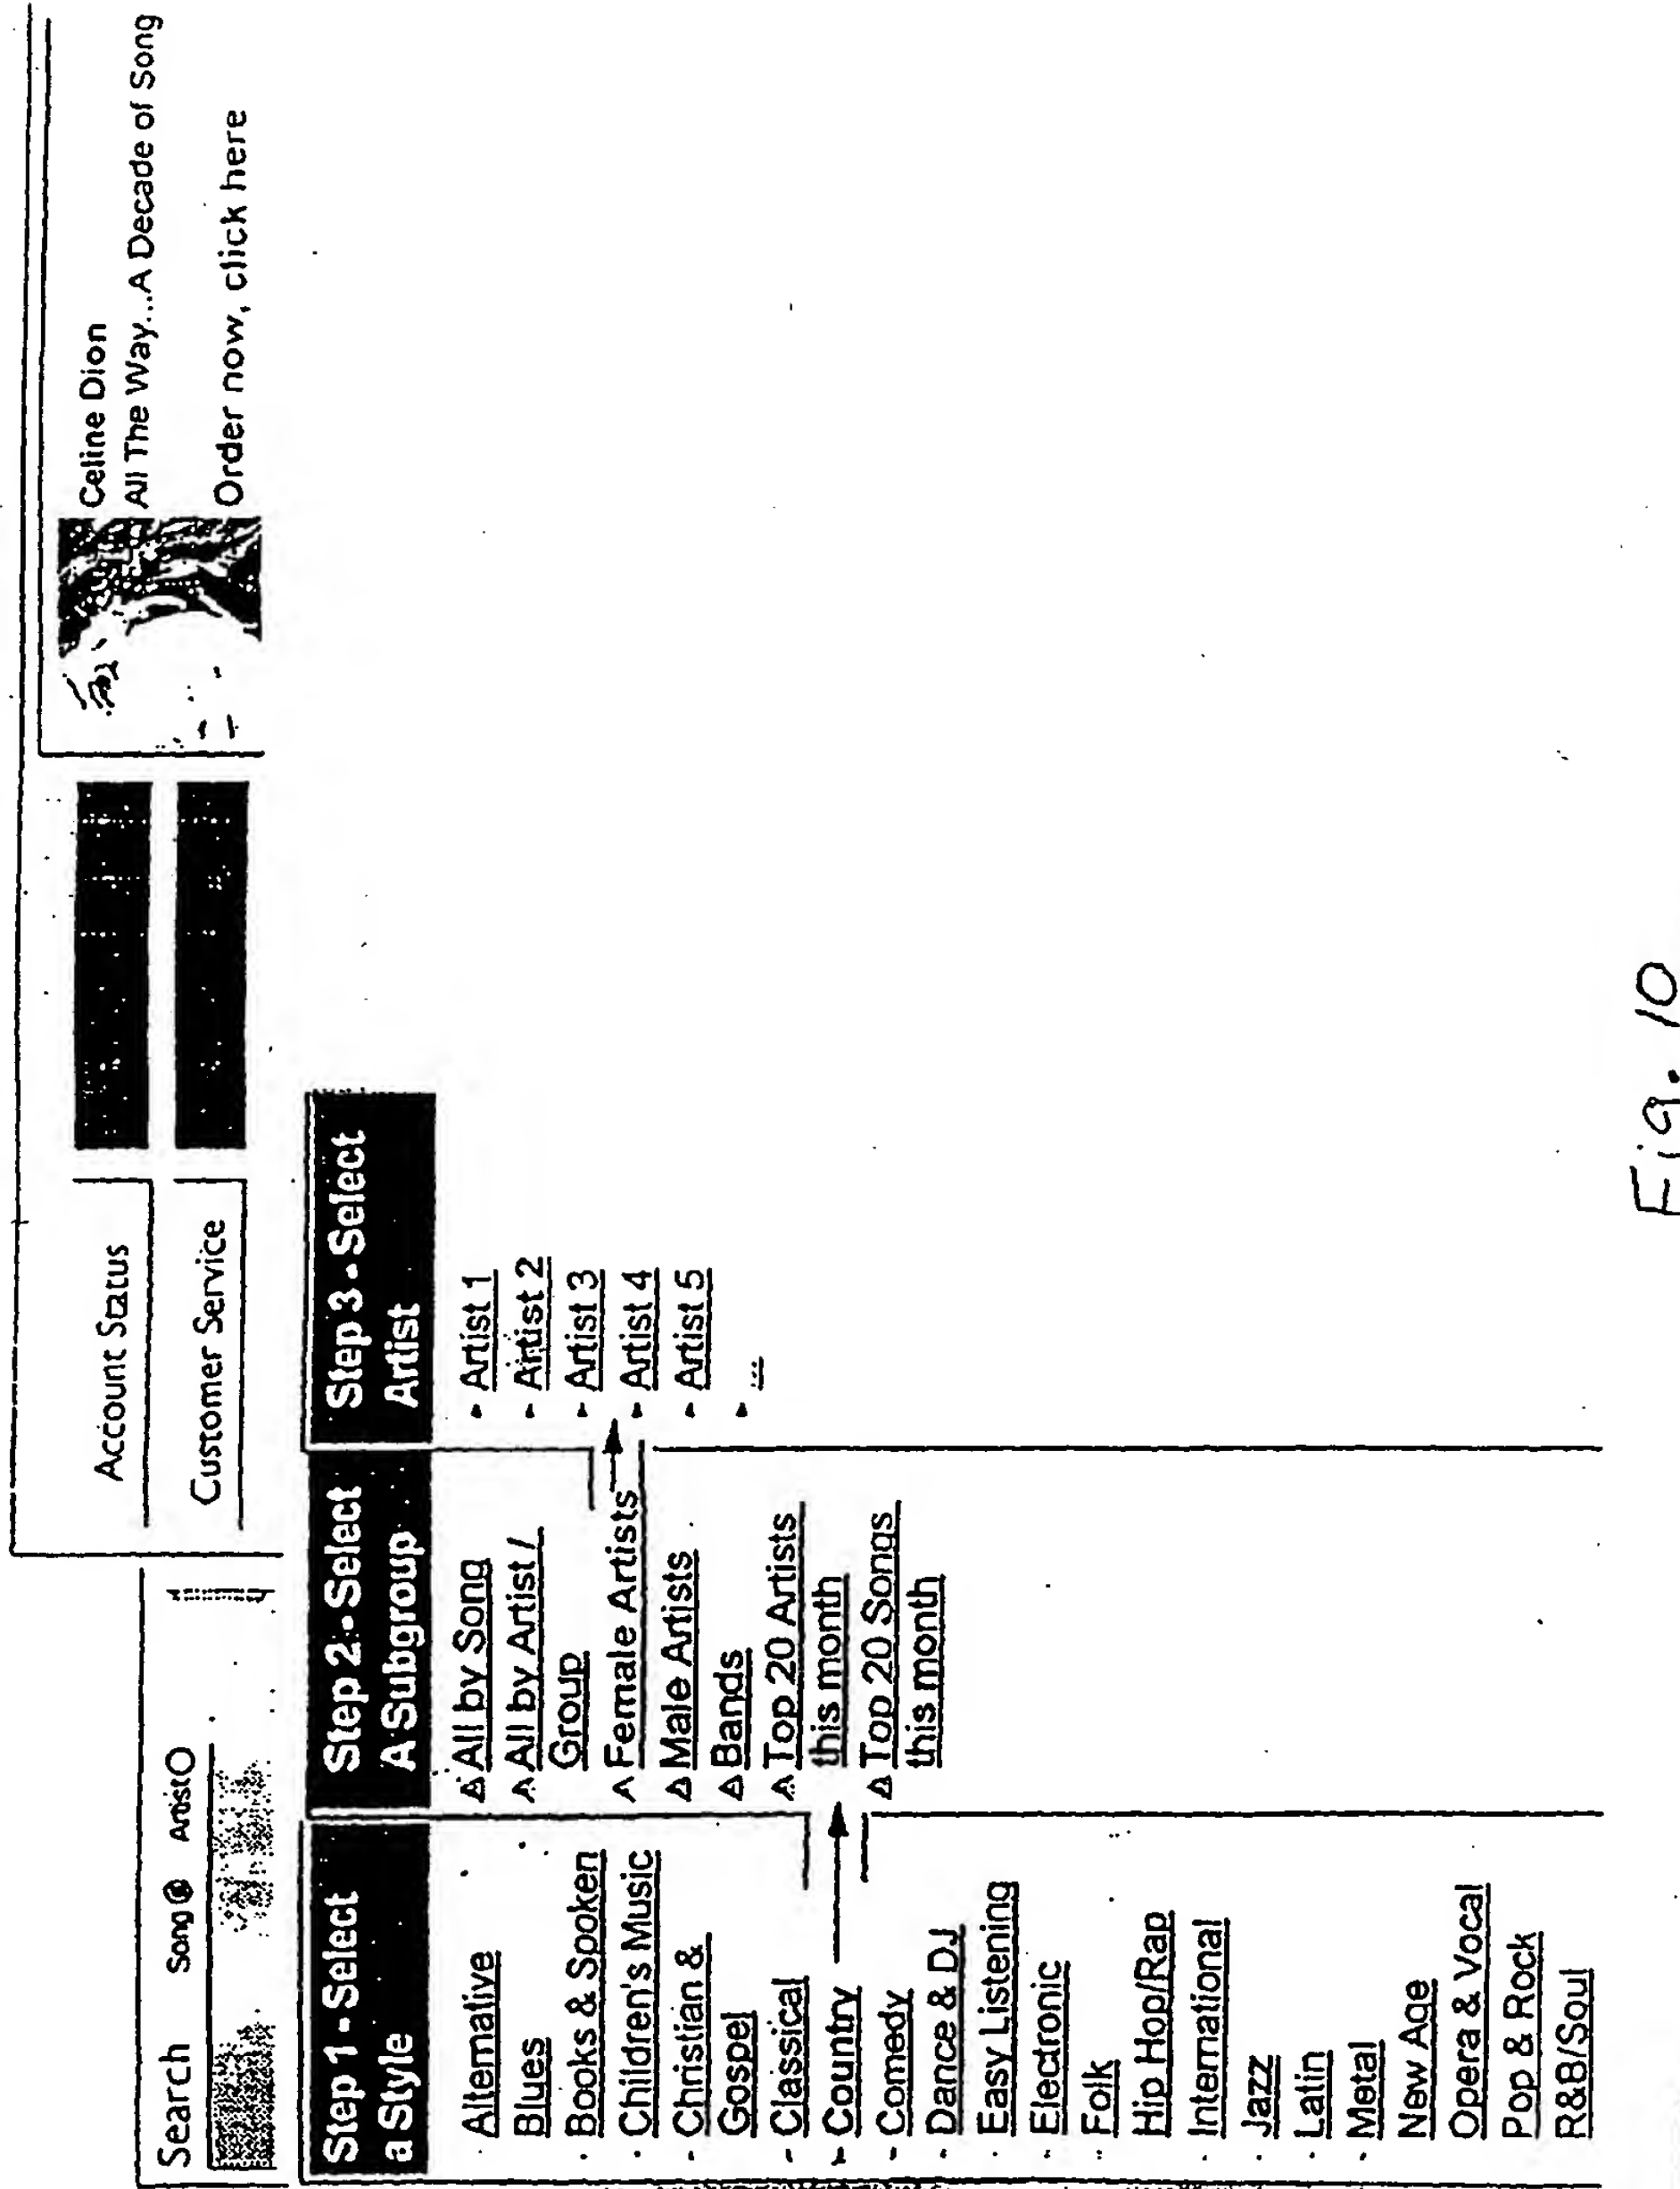 Search Song Artist
Account Status
Customer Service
Celine Dion
All The Way...A Decade of Song
Order now, click here
Step 1 - Select
a Style
Alternative
Blues
Books & Spoken
Children's Music
Christian &
Gospel
Classical
Country
Comedy
Dance & DJ
Easy Listening
Electronic
Folk
Hip Hop/Rap
International
Jazz
Latin
Metal
New Age
Opera & Vocal
Pop & Rock
R&B/Soul
Step 2 - Select
A Subgroup
All by Song
All by Artist /
Group
Female Artists
Male Artists
Bands
Top 20 Artists
this month
Top 20 Songs
this month
Step 3 - Select
Artist
Artist 1
Artist 2
Artist 3
Artist 4
Artist 5
...
Fig. 10